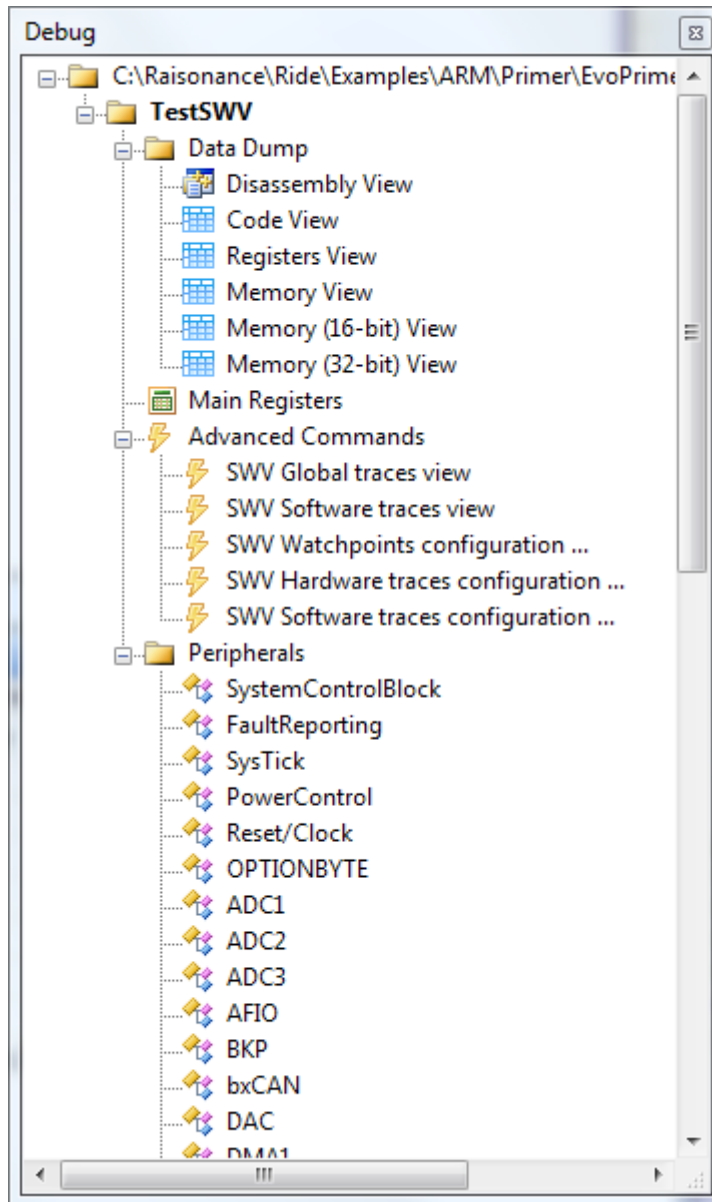 Debug
C:\Raisonance\Ride\Examples\ARM\Primer\EvoPrime
TestSWV
Data Dump
Disassembly View
Code View
Registers View
Memory View
Memory (16-bit) View
Memory (32-bit) View
Main Registers
Advanced Commands
SWV Global traces view
SWV Software traces view
SWV Watchpoints configuration ...
SWV Hardware traces configuration ...
SWV Software traces configuration ...
Peripherals
SystemControlBlock
FaultReporting
SysTick
PowerControl
Reset/Clock
OPTIONBYTE
ADC1
ADC2
ADC3
AFIO
BKP
bxCAN
DAC
DMA1